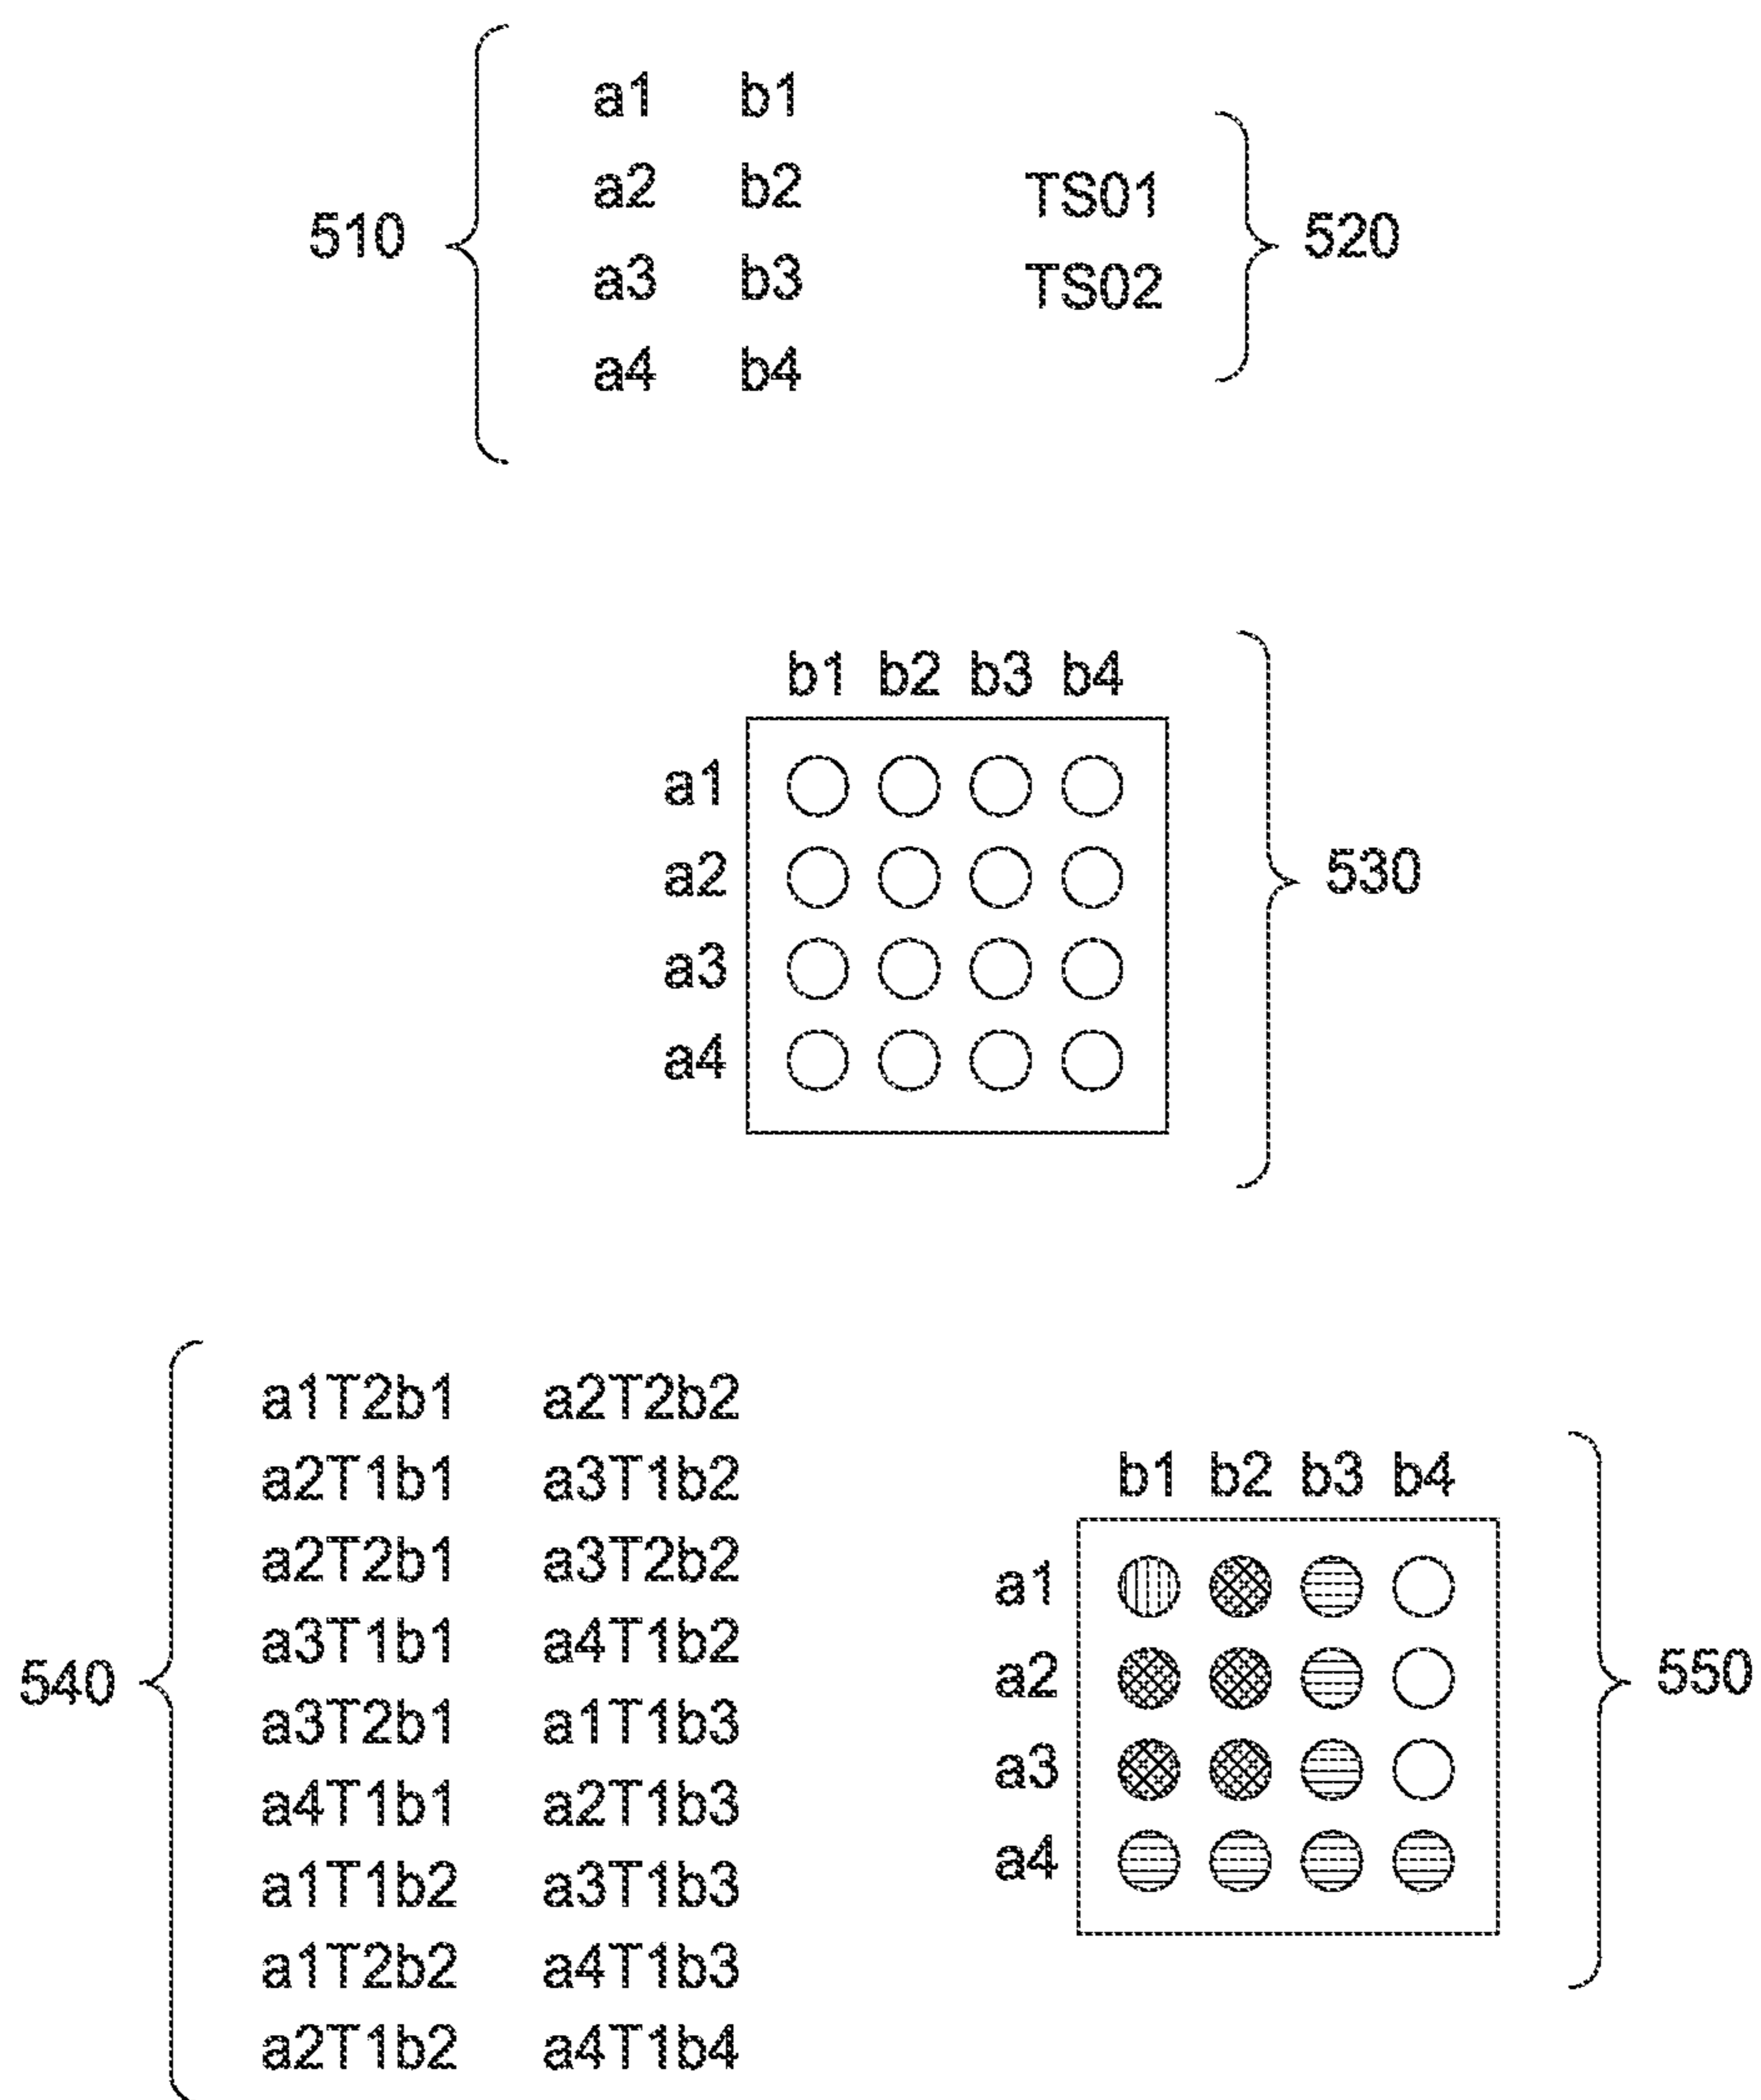 a1 b1
a2 b2
a3 b3
a4 b4
510
TS01
TS02
520
b1 b2 b3 b4
a1
a2
a3
a4
530
540
a1T2b1 a2T2b2
a2T1b1 a3T1b2
a2T2b1 a3T2b2
a3T1b1 a4T1b2
a3T2b1 a1T1b3
a4T1b1 a2T1b3
a1T1b2 a3T1b3
a1T2b2 a4T1b3
a2T1b2 a4T1b4
b1 b2 b3 b4
a1
a2
a3
a4
550